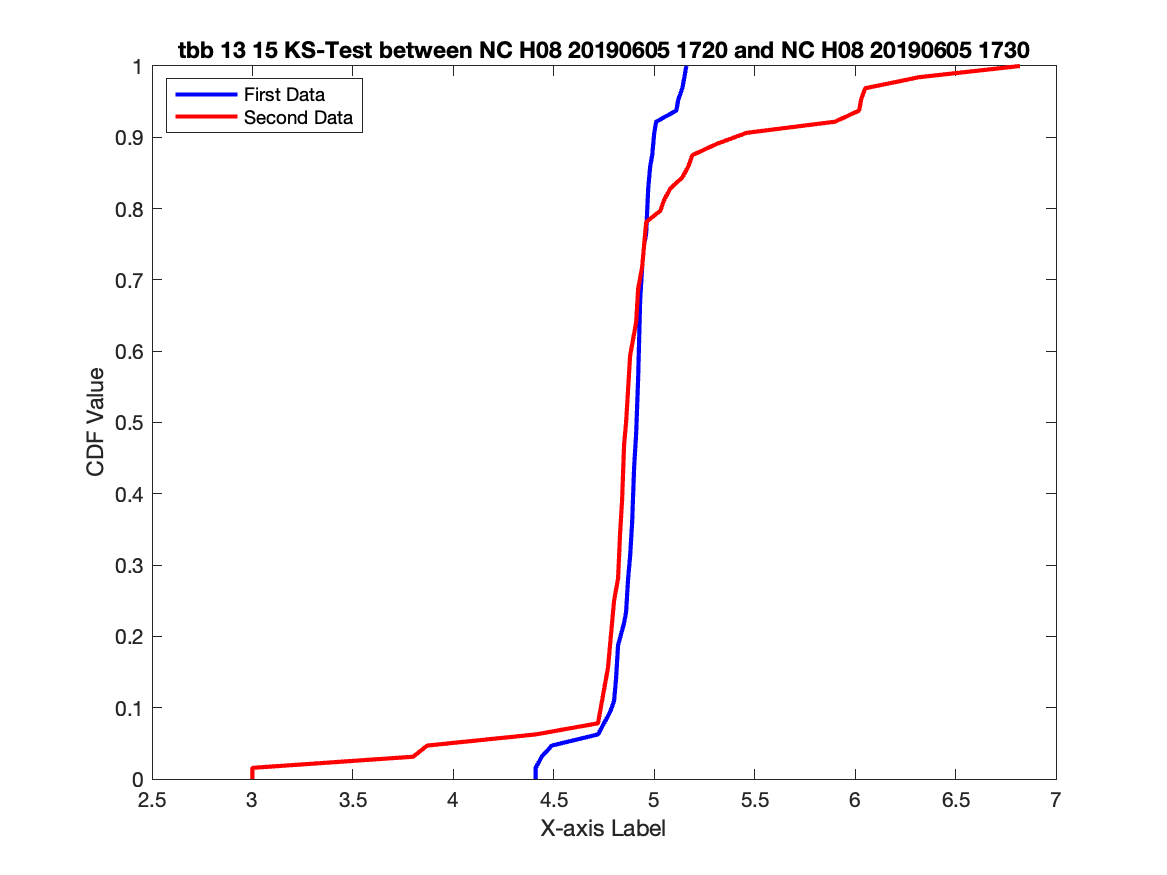 tbb 13 15 KS-Test between NC H08 20190605 1720 and NC H08 20190605 1730
First Data
Second Data
1
0.9
0.8
0.7
0.6
0.5
0.4
0.3
0.2
0.1
0
CDF Value
2.5 3 3.5 4 4.5 5 5.5 6 6.5 7
X-axis Label